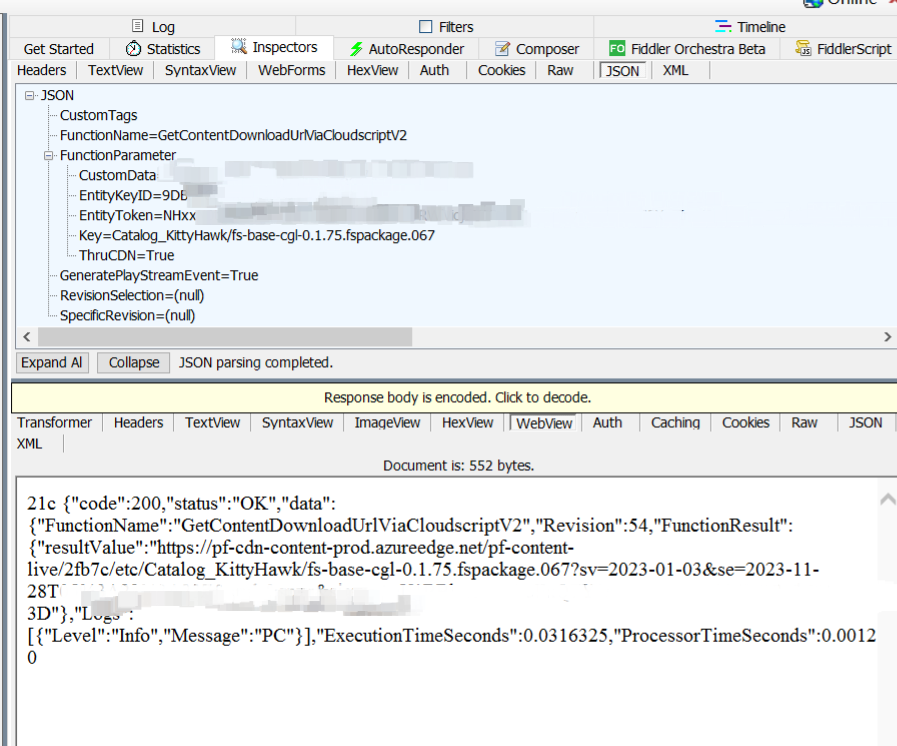 Online
Log Filters Timeline
Get Started Statistics Inspectors AutoResponder Composer FO Fiddler Orchestra Beta FiddlerScript
Headers TextView SyntaxView WebForms HexView Auth Cookies Raw JSON XML
JSON
CustomTags
FunctionName=GetContentDownloadUrlViaCloudscriptV2
FunctionParameter
CustomData
EntityKeyID=9DB
EntityToken=NHxx
Key=Catalog_KittyHawk/fs-base-cgl-0.1.75.fspackage.067
ThruCDN=True
GeneratePlayStreamEvent=True
RevisionSelection=(null)
SpecificRevision=(null)
Expand Al Collapse JSON parsing completed.
Response body is encoded. Click to decode.
Transformer Headers TextView SyntaxView ImageView HexView WebView Auth Caching Cookies Raw JSON
XML
Document is: 552 bytes.
21c {"code":200,"status":"OK","data":
{"FunctionName":"GetContentDownloadUrlViaCloudscriptV2","Revision":54,"FunctionResult":
{"resultValue":"https://pf-cdn-content-prod.azureedge.net/pf-content-
live/2fb7c/etc/Catalog_KittyHawk/fs-base-cgl-0.1.75.fspackage.067?sv=2023-01-03&se=2023-11-
28T
3D"},"Logs":
[{"Level":"Info","Message":"PC"}],"ExecutionTimeSeconds":0.0316325,"ProcessorTimeSeconds":0.0012
0